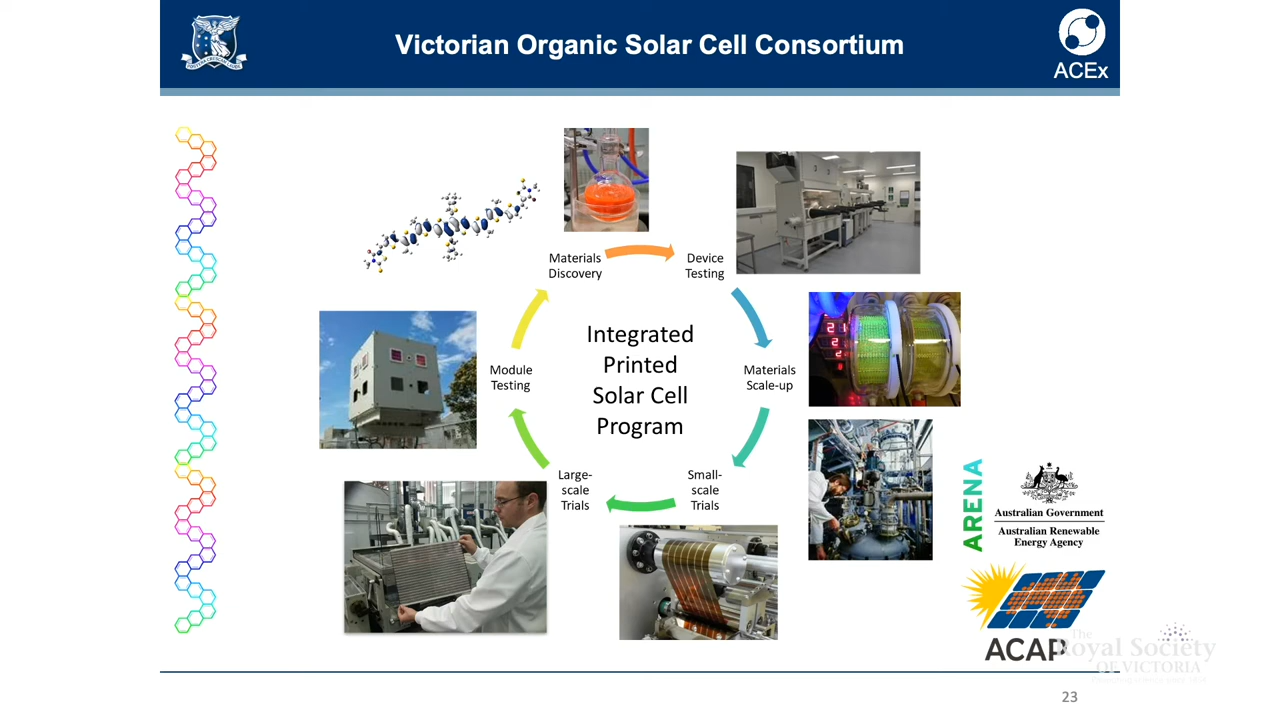 Victorian Organic Solar Cell Consortium
ACEx
Materials
Discovery
Device
Testing
Integrated
Printed
Solar Cell
Program
Module
Testing
Materials
Scale-up
Large-
scale
Trials
Small-
scale
Trials
ARENA
Australian Government
Australian Renewable
Energy Agency
ACAP
The
Royal Society
OF VICTORIA
23